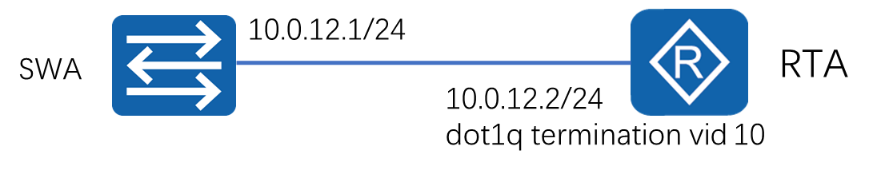 10.0.12.1/24
SWA
R
RTA
10.0.12.2/24
dot1q termination vid 10